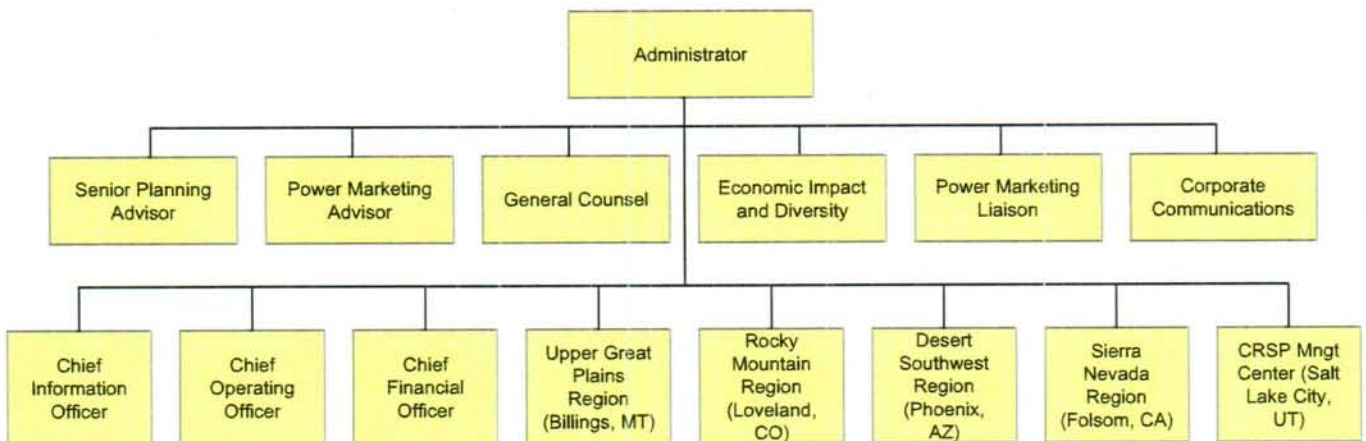 Administrator
Senior Planning
Advisor
Power Marketing
Advisor
General Counsel
Economic Impact
and Diversity
Power Marketing
Liaison
Corporate
Communications
Chief
Information
Officer
Chief
Operating
Officer
Chief
Financial
Officer
Upper Great
Plains
Region
(Billings, MT)
Rocky
Mountain
Region
(Loveland,
CO)
Desert
Southwest
Region
(Phoenix,
AZ)
Sierra
Nevada
Region
(Folsom, CA)
CRSP Mngt
Center (Salt
Lake City,
UT)